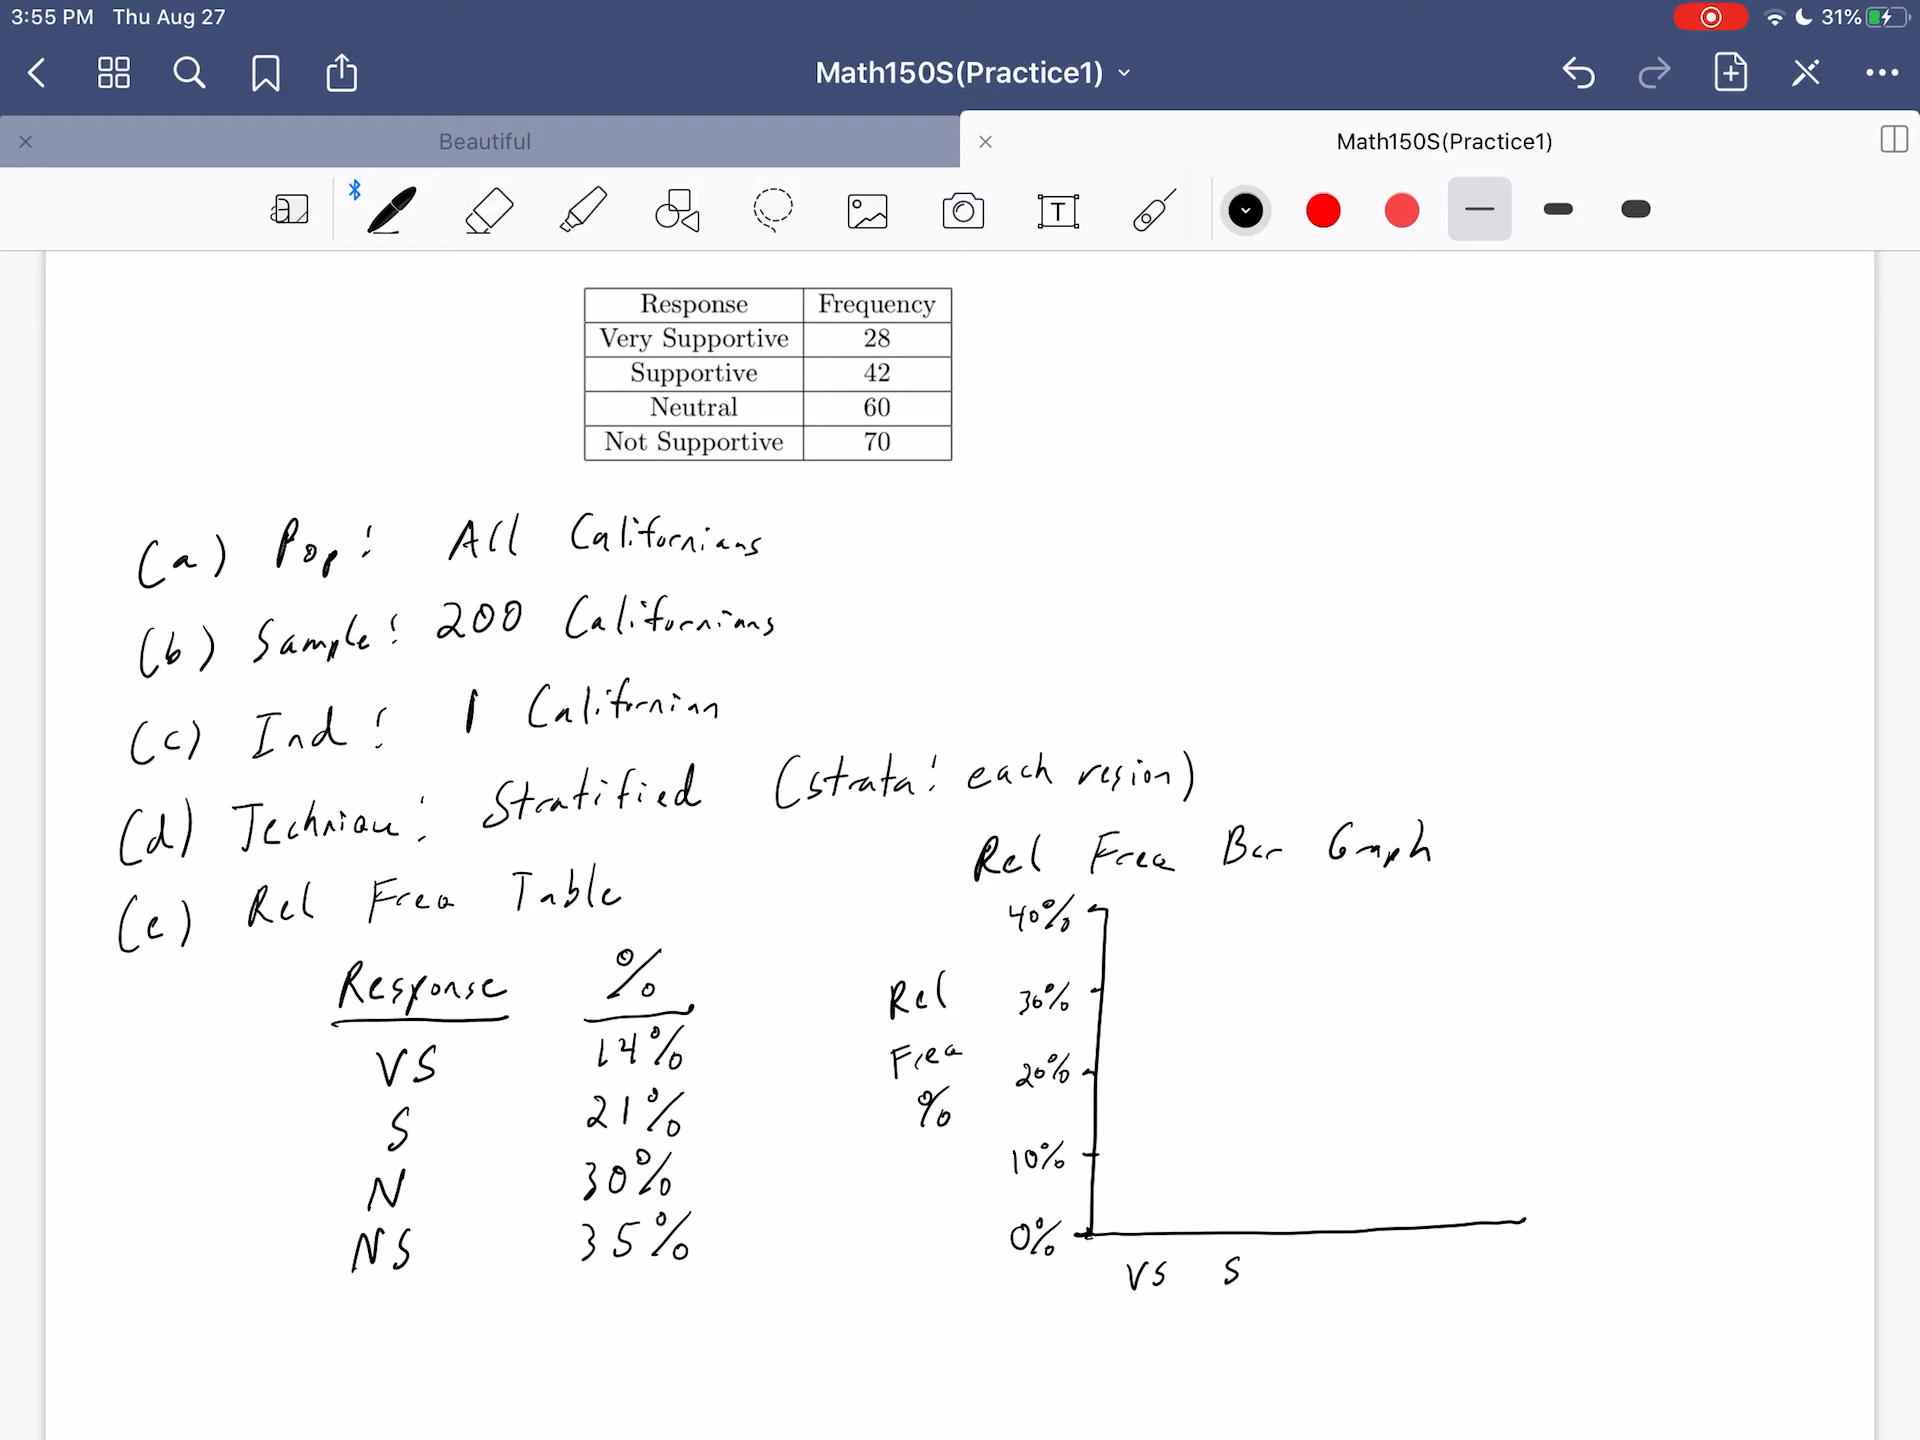 3:55 PM Thu Aug 27
31%
Math150S(Practice1)
Beautiful
Math150S(Practice1)
Response Frequency
Very Supportive 28
Supportive 42
Neutral 60
Not Supportive 70
(a) Pop: All Californians
(b) Sample: 200 Californians
(c) Ind: 1 Californian
(d) Technique: Stratified (strata: each region)
(e) Rel Freq Table
Response %
VS 14%
S 21%
N 30%
NS 35%
Rel Freq Bar Graph
Rel
Freq
%
40%
30%
20%
10%
0%
VS S